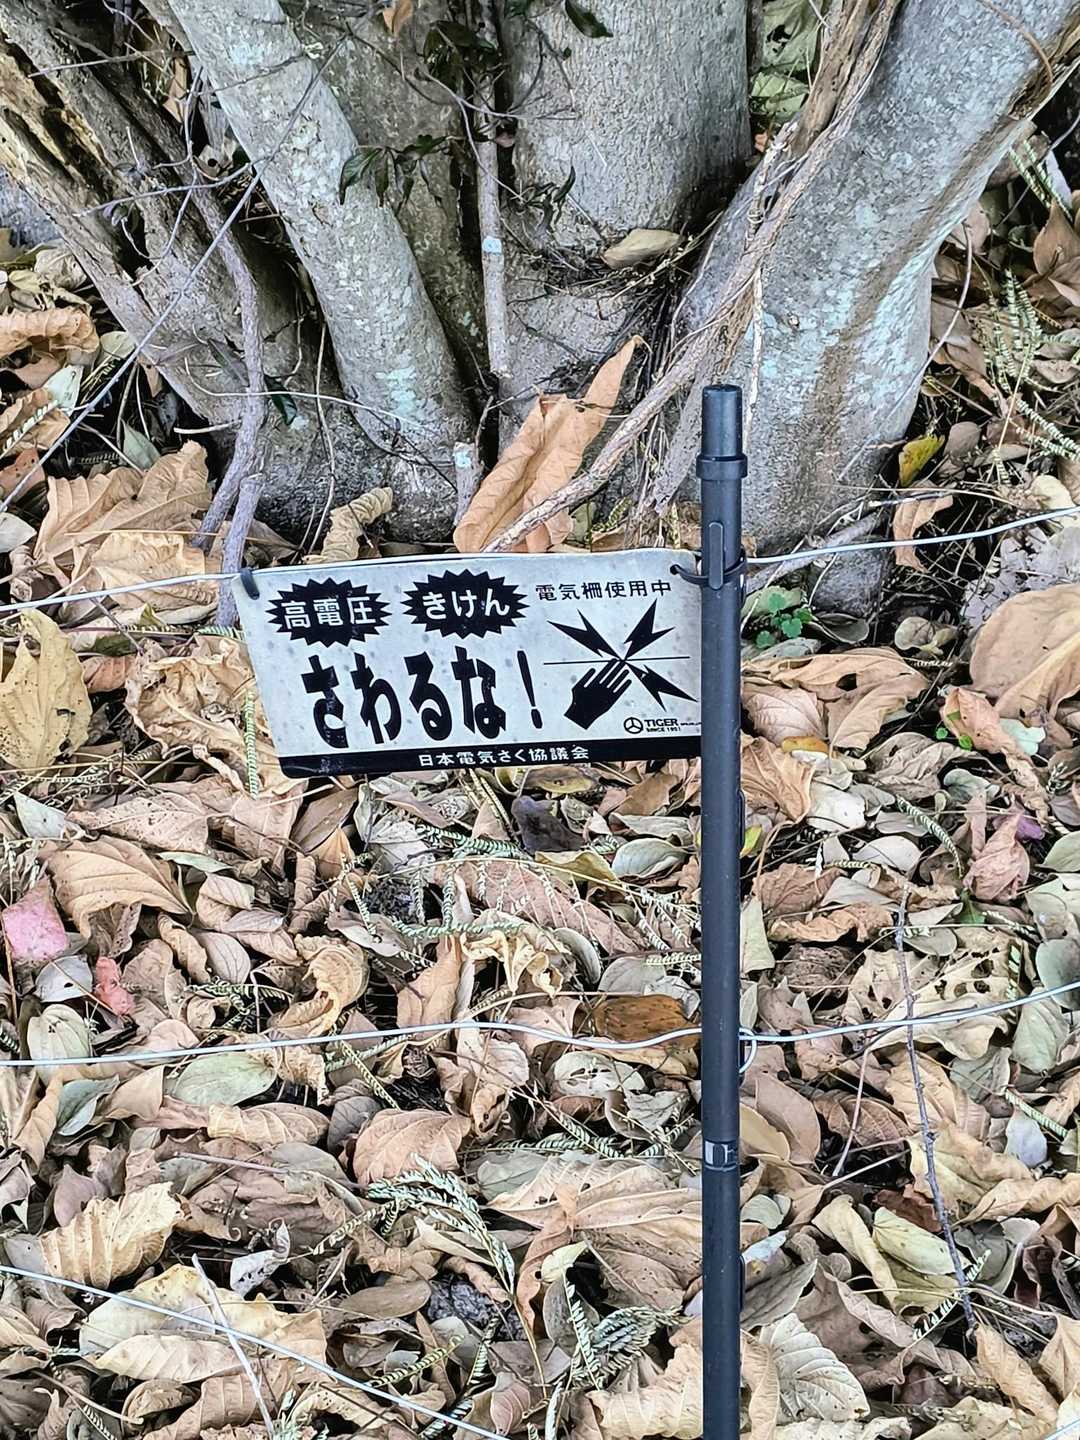 高電圧 きけん 電気柵使用中
さわるな!
TIGER
SINCE 1951
日本電気さく協議会